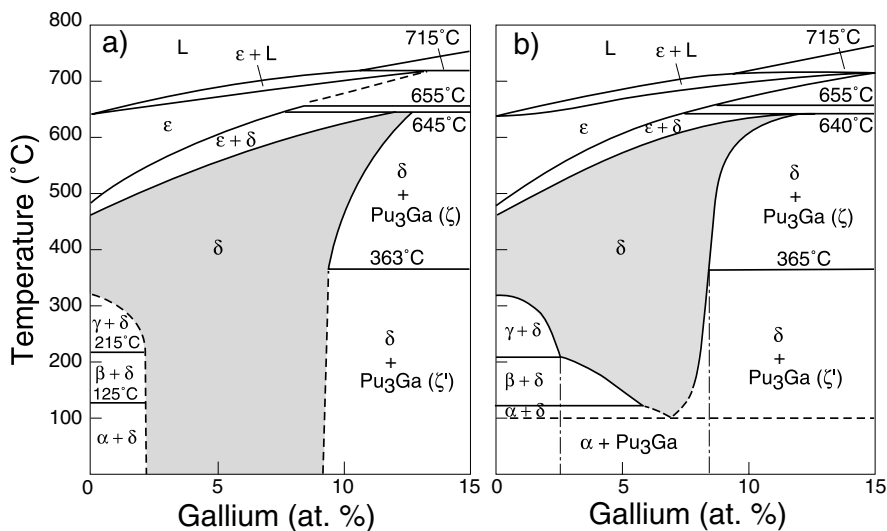 a)
L
ε + L
715°C
655°C
645°C
ε
ε + δ
δ
δ
+
Pu₃Ga (ζ)
363°C
γ + δ
215°C
β + δ
125°C
α + δ
δ
+
Pu₃Ga (ζ')
800
700
600
500
400
300
200
100
Temperature (°C)
0
5
10
15
Gallium (at. %)
b)
L
ε + L
715°C
655°C
640°C
ε
ε + δ
δ
δ
+
Pu₃Ga (ζ)
365°C
γ + δ
β + δ
α + δ
δ
+
Pu₃Ga (ζ')
α + Pu₃Ga
0
5
10
15
Gallium (at. %)